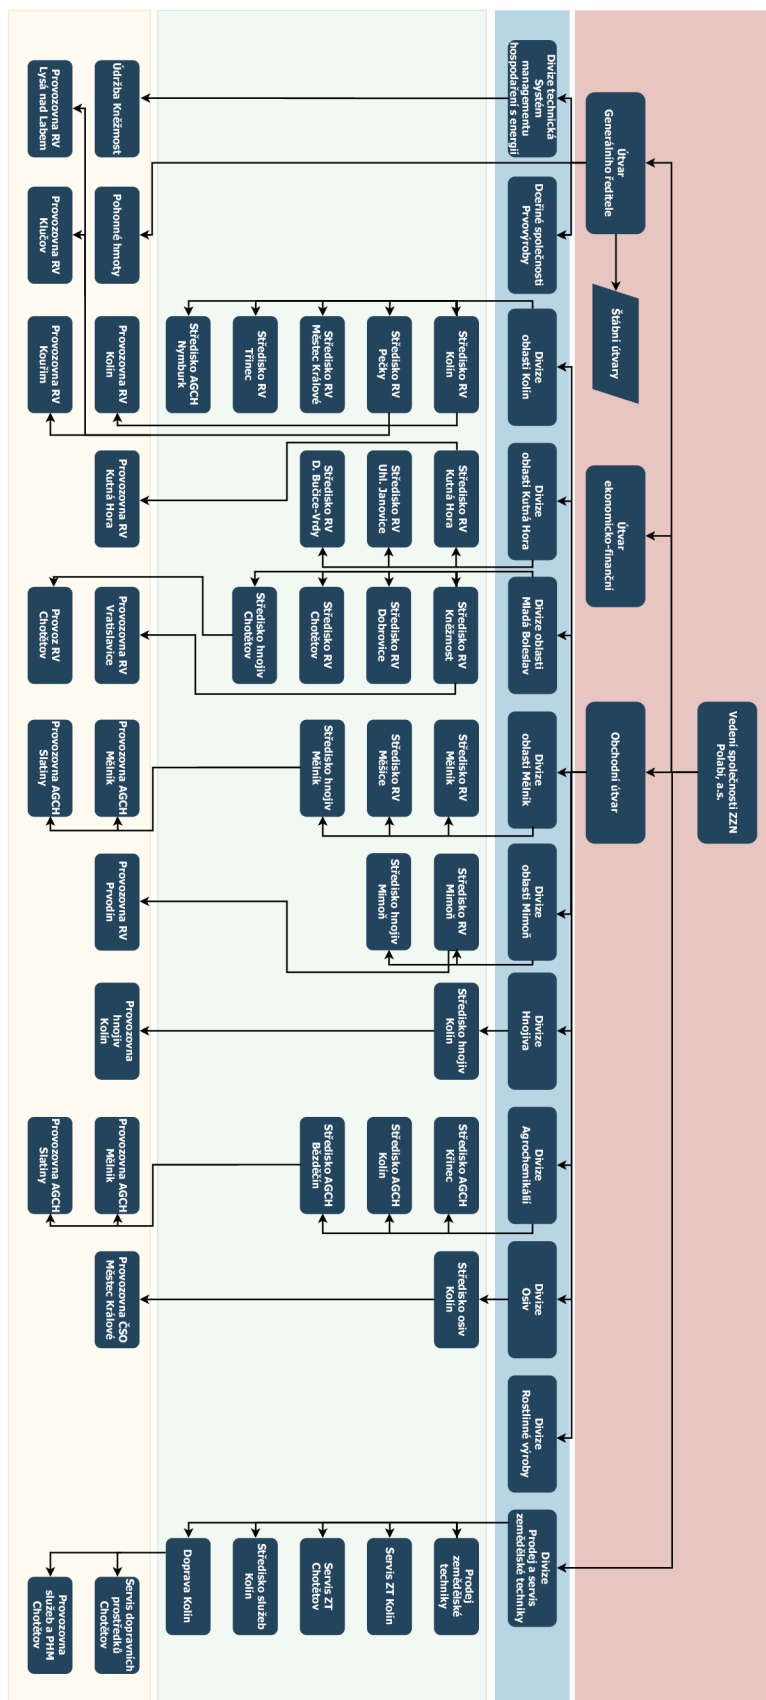 Vedení společnosti ZZN
Polabí, a.s.
Útvar
Generálního ředitele
Štábní útvary
Útvar
ekonomicko-finanční
Obchodní útvar
Divize technická
Systém
managementu
hospodaření s energií
Dceřiné společnosti
Prvovýroby
Divize
oblasti Kolín
Divize
oblasti Kutná Hora
Divize oblasti
Mladá Boleslav
Divize
oblasti Mělník
Divize
oblasti Mimoň
Divize
Hnojiva
Divize
Agrochemikálií
Divize
Osiv
Divize
Rostlinné výroby
Divize
Prodej a servis
zemědělské techniky
Středisko RV
Kolín
Středisko RV
Pečky
Středisko RV
Městec Králové
Středisko RV
Třinec
Středisko AGCH
Nymburk
Středisko RV
Kutná Hora
Středisko RV
Uhl. Janovice
Středisko RV
D. Bučice-Vrdy
Středisko RV
Kněžmost
Středisko RV
Dobrovice
Středisko RV
Chotětov
Středisko hnojiv
Chotětov
Středisko RV
Mělník
Středisko RV
Měšice
Středisko hnojiv
Mělník
Středisko RV
Mimoň
Středisko hnojiv
Mimoň
Středisko hnojiv
Kolín
Středisko AGCH
Křinec
Středisko AGCH
Kolín
Středisko AGCH
Bezděčín
Středisko osiv
Kolín
Prodej
zemědělské
techniky
Servis ZT Kolín
Servis ZT
Chotětov
Středisko služeb
Kolín
Doprava Kolín
Údržba Kněžmost
Pohonné hmoty
Provozovna RV
Kolín
Provozovna RV
Kutná Hora
Provozovna RV
Vratislavice
Provozovna AGCH
Mělník
Provozovna RV
Prvodín
Provozovna
hnojiv
Kolín
Provozovna AGCH
Mělník
Provozovna ČSO
Městec Králové
Servis dopravních
prostředků
Chotětov
Provozovna RV
Lysá nad Labem
Provozovna RV
Klučov
Provozovna RV
Kouřim
Provoz RV
Chotětov
Provozovna AGCH
Slatiny
Provozovna AGCH
Slatiny
Provozovna
služeb a PHM
Chotětov